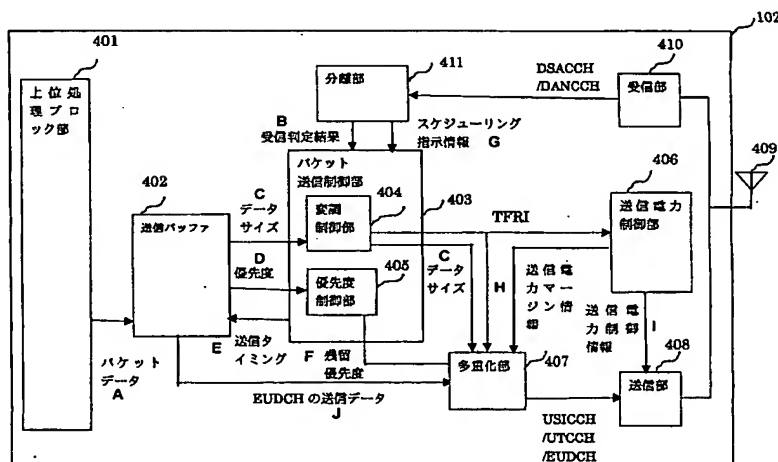 102
401
上位処
理ブロ
ック部
411
分離部
DSACCH
/DANCCH
410
受信部
B
受信判定結果
スケジューリング
指示情報 G
409
402
送信バッファ
C
データ
サイズ
パケット
送信制御部
変調
制御部
404
403
TFRI
406
送信電力
制御部
D
優先度
優先度
制御部
405
C
データ
サイズ
H
送信電
力マー
ジン情
報
送信電
力制御
情報
I
E
送信タ
イミング
F
残留
優先度
パケット
データ
A
多重化部
407
408
送信部
EUDCHの送信データ
J
USICCH
/UTCCH
/EUDCH